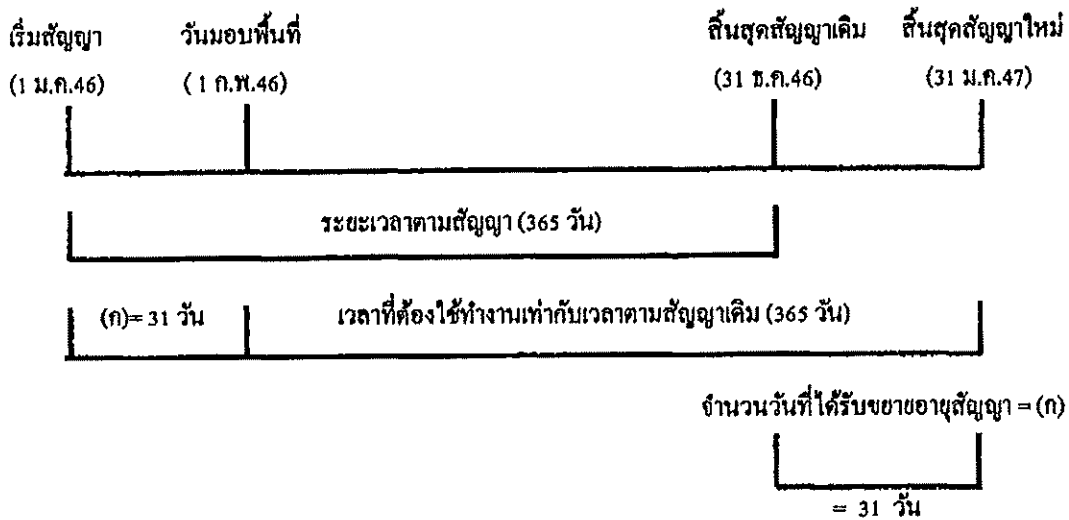 เริ่มสัญญา วันมอบพื้นที่ สิ้นสุดสัญญาเดิม สิ้นสุดสัญญาใหม่
(1 ม.ค.46) ( 1 ก.พ.46) (31 ธ.ค.46) (31 ม.ค.47)
ระยะเวลาตามสัญญา (365 วัน)
(ก)= 31 วัน เวลาที่ต้องใช้ทำงานเท่ากับเวลาตามสัญญาเดิม (365 วัน)
จำนวนวันที่ได้รับขยายอายุสัญญา = (ก)
= 31 วัน